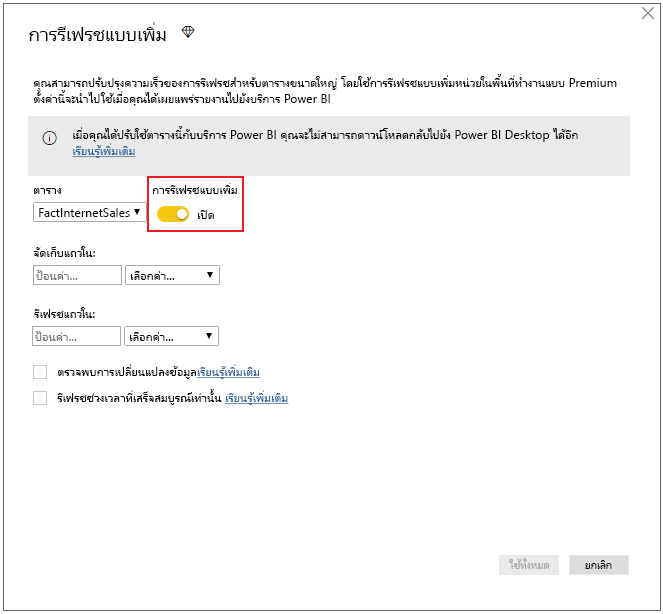 การรีเฟรชแบบเพิ่ม
คุณสามารถปรับปรุงความเร็วของการรีเฟรชสำหรับตารางขนาดใหญ่ โดยใช้การรีเฟรชแบบเพิ่มหน่วยในพื้นที่ทำงานแบบ Premium
ตั้งค่านี้จะนำไปใช้เมื่อคุณได้เผยแพร่รายงานไปยังบริการ Power BI
เมื่อคุณได้ปรับใช้ตารางนี้กับบริการ Power BI คุณจะไม่สามารถดาวน์โหลดกลับไปยัง Power BI Desktop ได้อีก
เรียนรู้เพิ่มเติม
ตาราง การรีเฟรชแบบเพิ่ม
FactInternetSales เปิด
จัดเก็บแถวใน:
ป้อนค่า... เลือกค่า...
รีเฟรชแถวใน:
ป้อนค่า... เลือกค่า...
ตรวจพบการเปลี่ยนแปลงข้อมูลเรียนรู้เพิ่มเติม
รีเฟรชช่วงเวลาที่เสร็จสมบูรณ์เท่านั้น เรียนรู้เพิ่มเติม
ใช้ทั้งหมด ยกเลิก